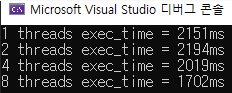 Microsoft Visual Studio 디버그 콘솔
1 threads exec_time = 2151ms
2 threads exec_time = 2194ms
4 threads exec_time = 2019ms
8 threads exec_time = 1702ms